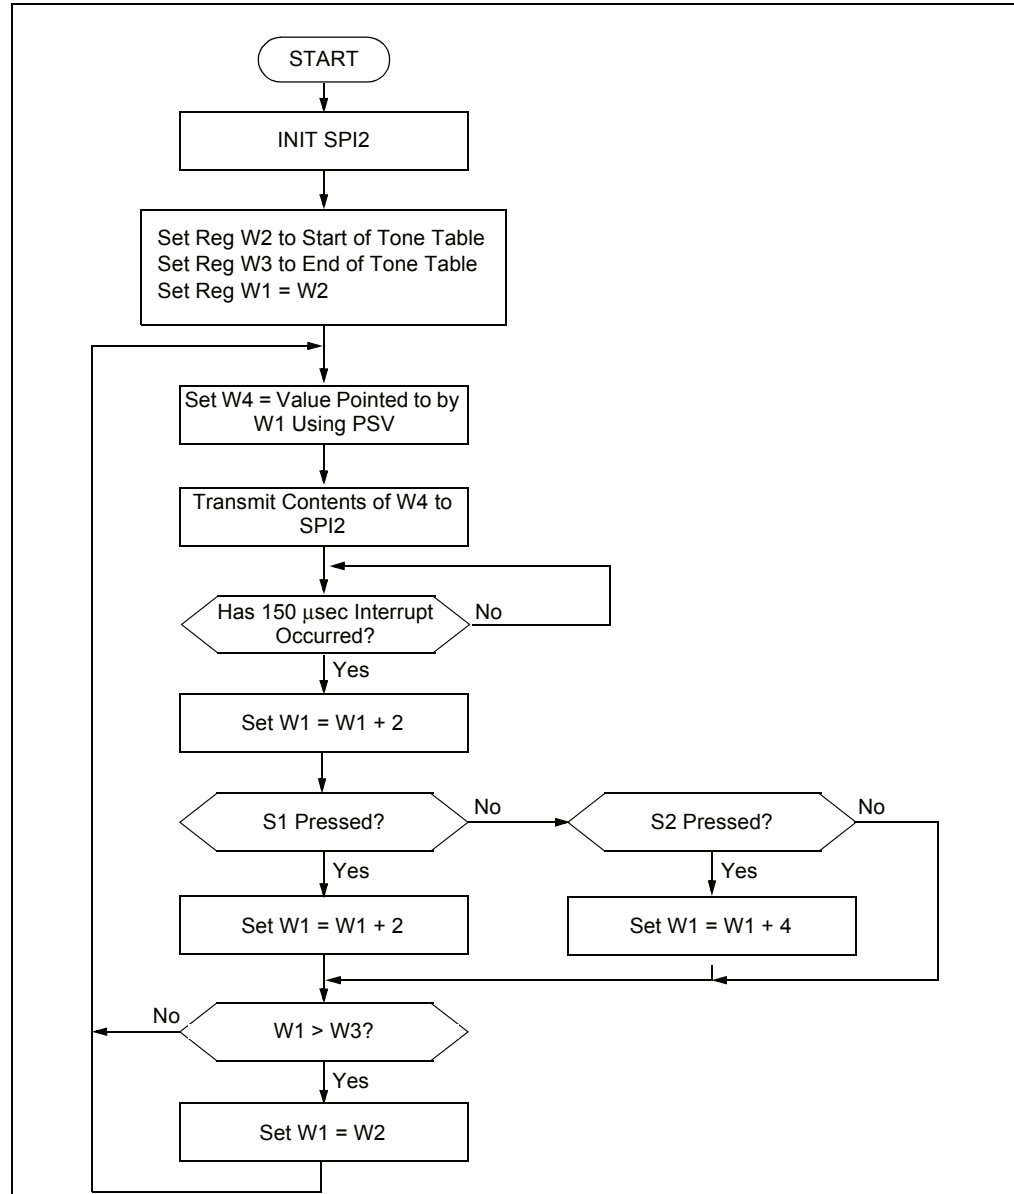 START
INIT SPI2
Set Reg W2 to Start of Tone Table
Set Reg W3 to End of Tone Table
Set Reg W1 = W2
Set W4 = Value Pointed to by
W1 Using PSV
Transmit Contents of W4 to
SPI2
Has 150 μsec Interrupt
Occurred?
No
Yes
Set W1 = W1 + 2
S1 Pressed?
No
S2 Pressed?
No
Yes
Yes
Set W1 = W1 + 2
Set W1 = W1 + 4
No
W1 > W3?
Yes
Set W1 = W2